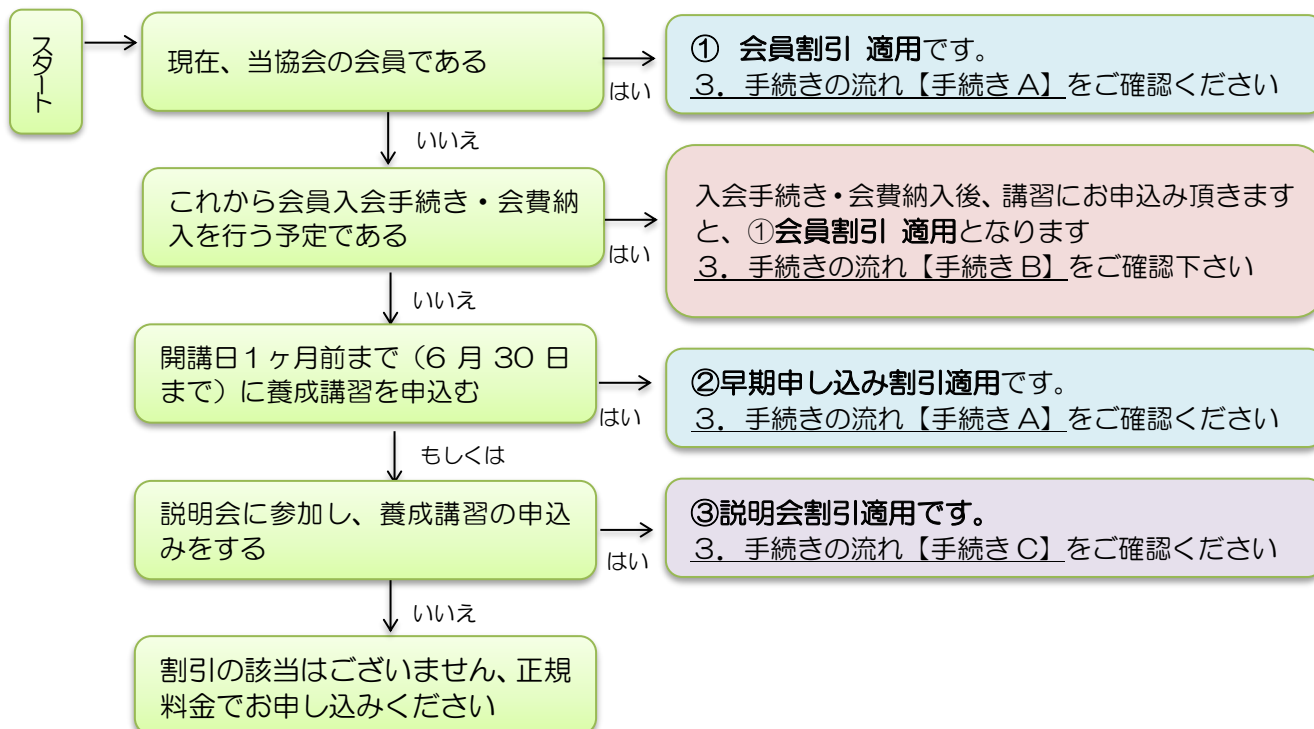 スタート
現在、当協会の会員である
はい
① 会員割引 適用です。
3. 手続きの流れ【手続き A】をご確認ください
いいえ
これから会員入会手続き・会費納
入を行う予定である
はい
入会手続き・会費納入後、講習にお申込み頂きます
と、①会員割引 適用となります
3. 手続きの流れ【手続き B】をご確認下さい
いいえ
開講日1ヶ月前まで（6 月 30 日
まで）に養成講習を申込む
はい
②早期申し込み割引適用です。
3. 手続きの流れ【手続き A】をご確認ください
もしくは
説明会に参加し、養成講習の申込
みをする
はい
③説明会割引適用です。
3. 手続きの流れ【手続き C】をご確認ください
いいえ
割引の該当はございません、正規
料金でお申し込みください